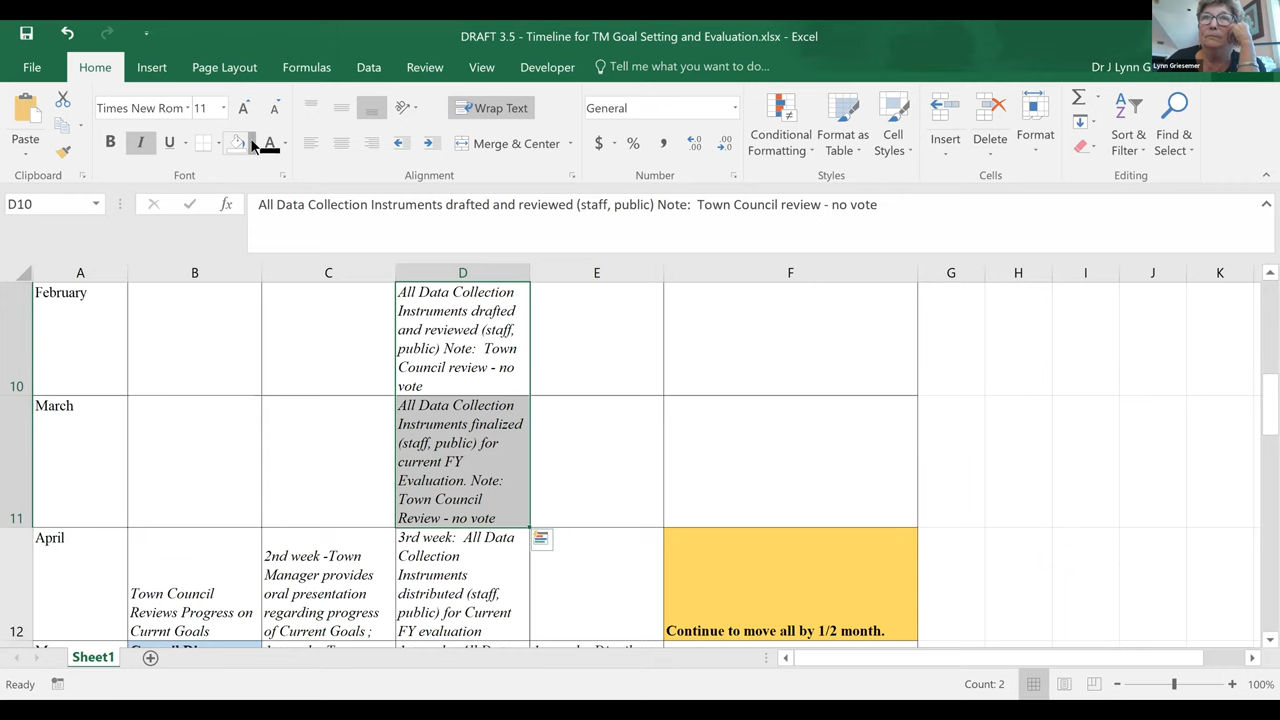 DRAFT 3.5 - Timeline for TM Goal Setting and Evaluation.xlsx - Excel
Lynn Griesemer
File Home Insert Page Layout Formulas Data Review View Developer Tell me what you want to do... Dr J Lynn G
Times New Rom 11 Wrap Text General
Paste B I U A Merge & Center $ % Conditional Formatting Format as Table Cell Styles Insert Delete Format Sort & Filter Find & Select
Clipboard Font Alignment Number Styles Cells Editing
D10 fx All Data Collection Instruments drafted and reviewed (staff, public) Note: Town Council review - no vote
A B C D E F G H I J K
10
February
All Data Collection
Instruments drafted
and reviewed (staff,
public) Note: Town
Council review - no
vote
11
March
All Data Collection
Instruments finalized
(staff, public) for
current FY
Evaluation. Note:
Town Council
Review - no vote
12
April
Town Council
Reviews Progress on
Currnt Goals
2nd week -Town
Manager provides
oral presentation
regarding progress
of Current Goals ;
3rd week: All Data
Collection
Instruments
distributed (staff,
public) for Current
FY evaluation
Continue to move all by 1/2 month.
Sheet1
Ready Count: 2 100%